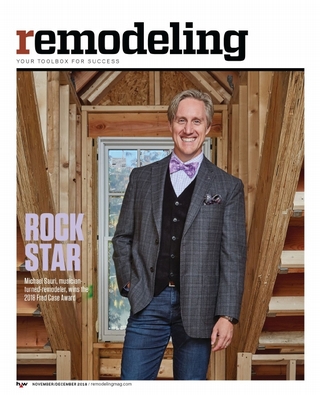 remodeling
YOUR TOOLBOX FOR SUCCESS
ROCK
STAR
Michael Sauri, musician-
turned-remodeler, wins the
2018 Fred Case Award
hw NOVEMBER/DECEMBER 2018 / remodelingmag.com